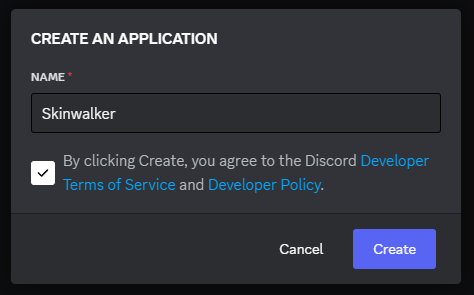 CREATE AN APPLICATION
NAME *
Skinwalker
By clicking Create, you agree to the Discord Developer
Terms of Service and Developer Policy.
Cancel Create